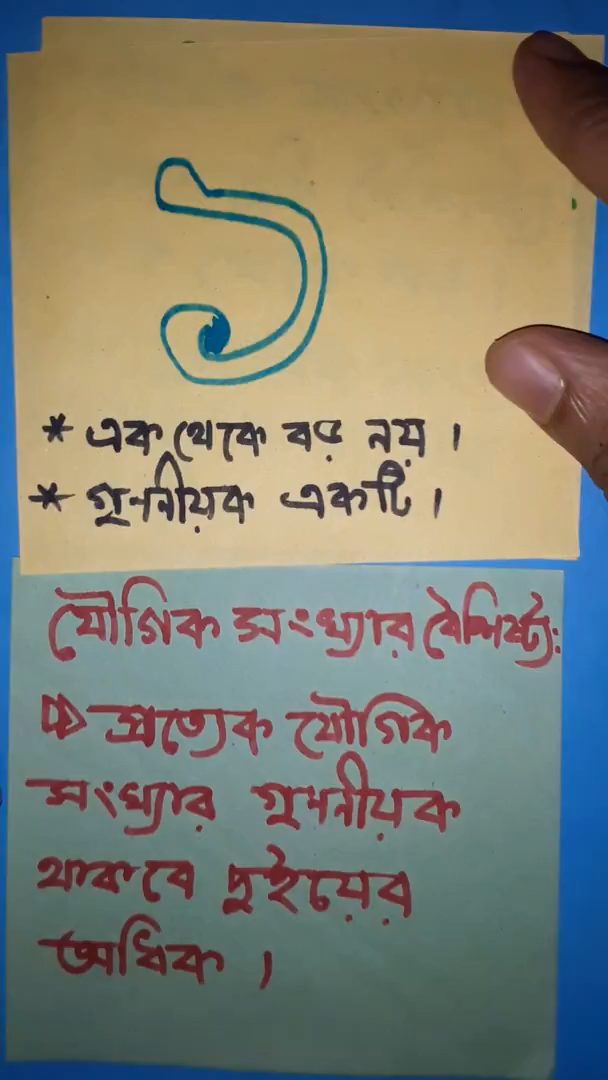 ১
* এক থেকে বড় নয়।
* গুণনীয়ক একটি।
যৌগিক সংখ্যার বৈশিষ্ট্য:
প্রত্যেক যৌগিক
সংখ্যার গুণনীয়ক
থাকবে দুইয়ের
অধিক।